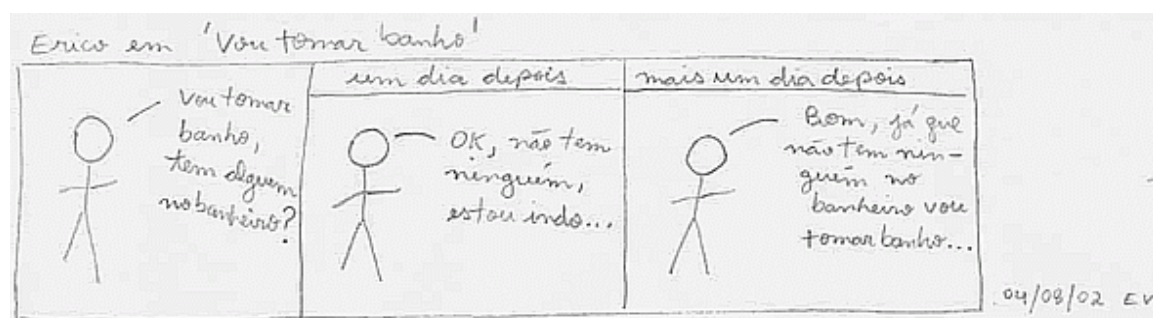 Erico em 'Vou tomar banho'
Vou tomar
banho,
tem alguem
no banheiro?
um dia depois
OK, não tem
ninguém,
estou indo...
mais um dia depois
Bom, já que
não tem nin-
guém no
banheiro vou
tomar banho...
04/08/02 EV